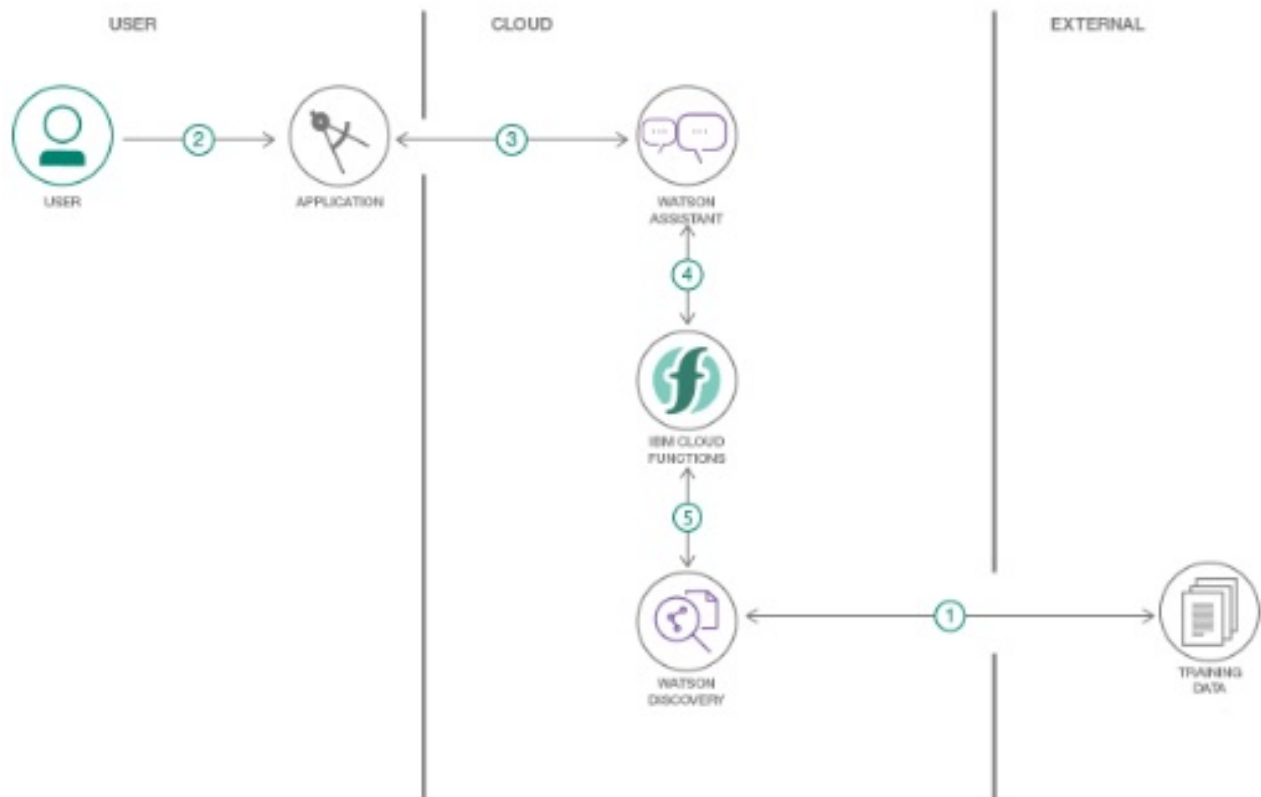 USER
CLOUD
EXTERNAL
2
3
USER
APPLICATION
WATSON
ASSISTANT
4
IBM CLOUD
FUNCTIONS
5
1
WATSON
DISCOVERY
TRAINING
DATA